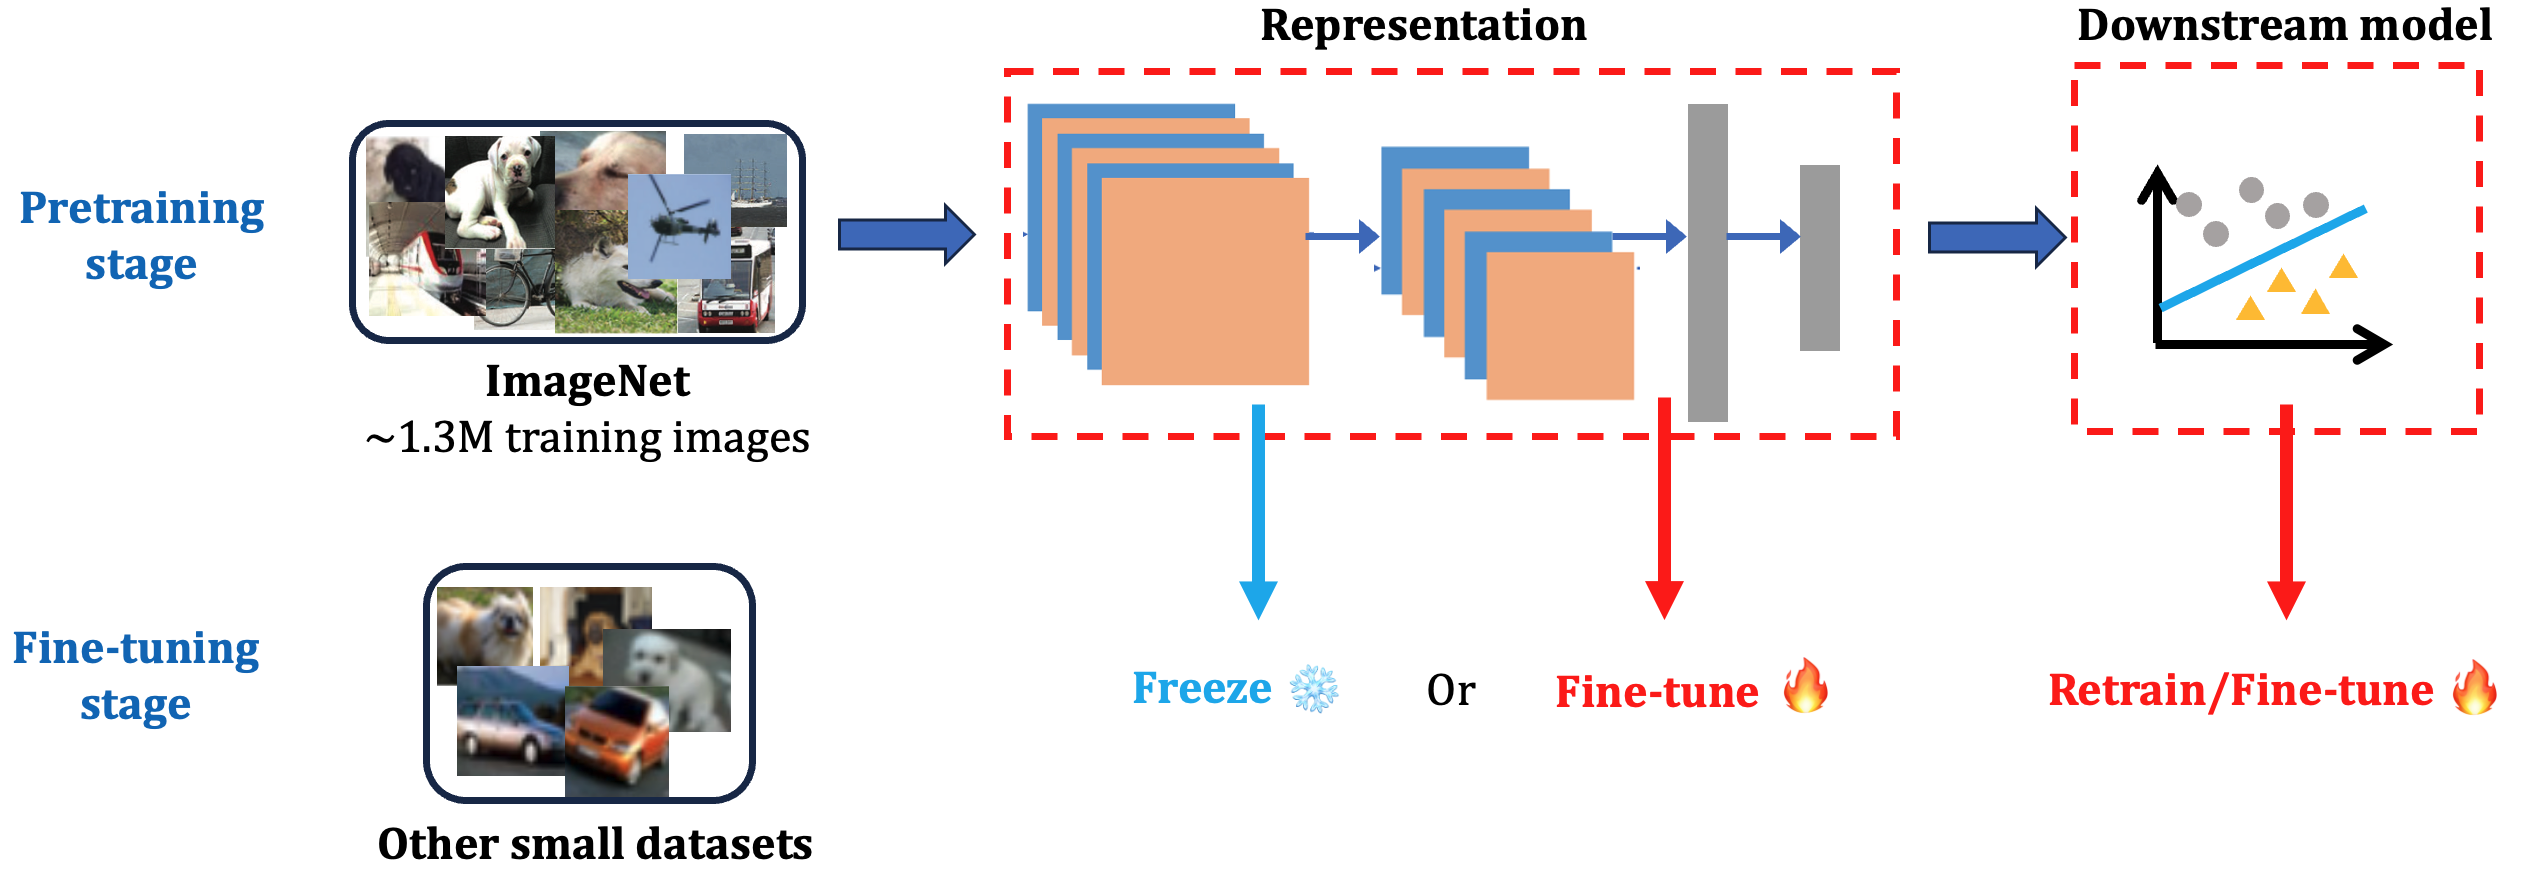 Representation
Downstream model
Pretraining
stage
ImageNet
~1.3M training images
Fine-tuning
stage
Freeze
Or
Fine-tune
Retrain/Fine-tune
Other small datasets